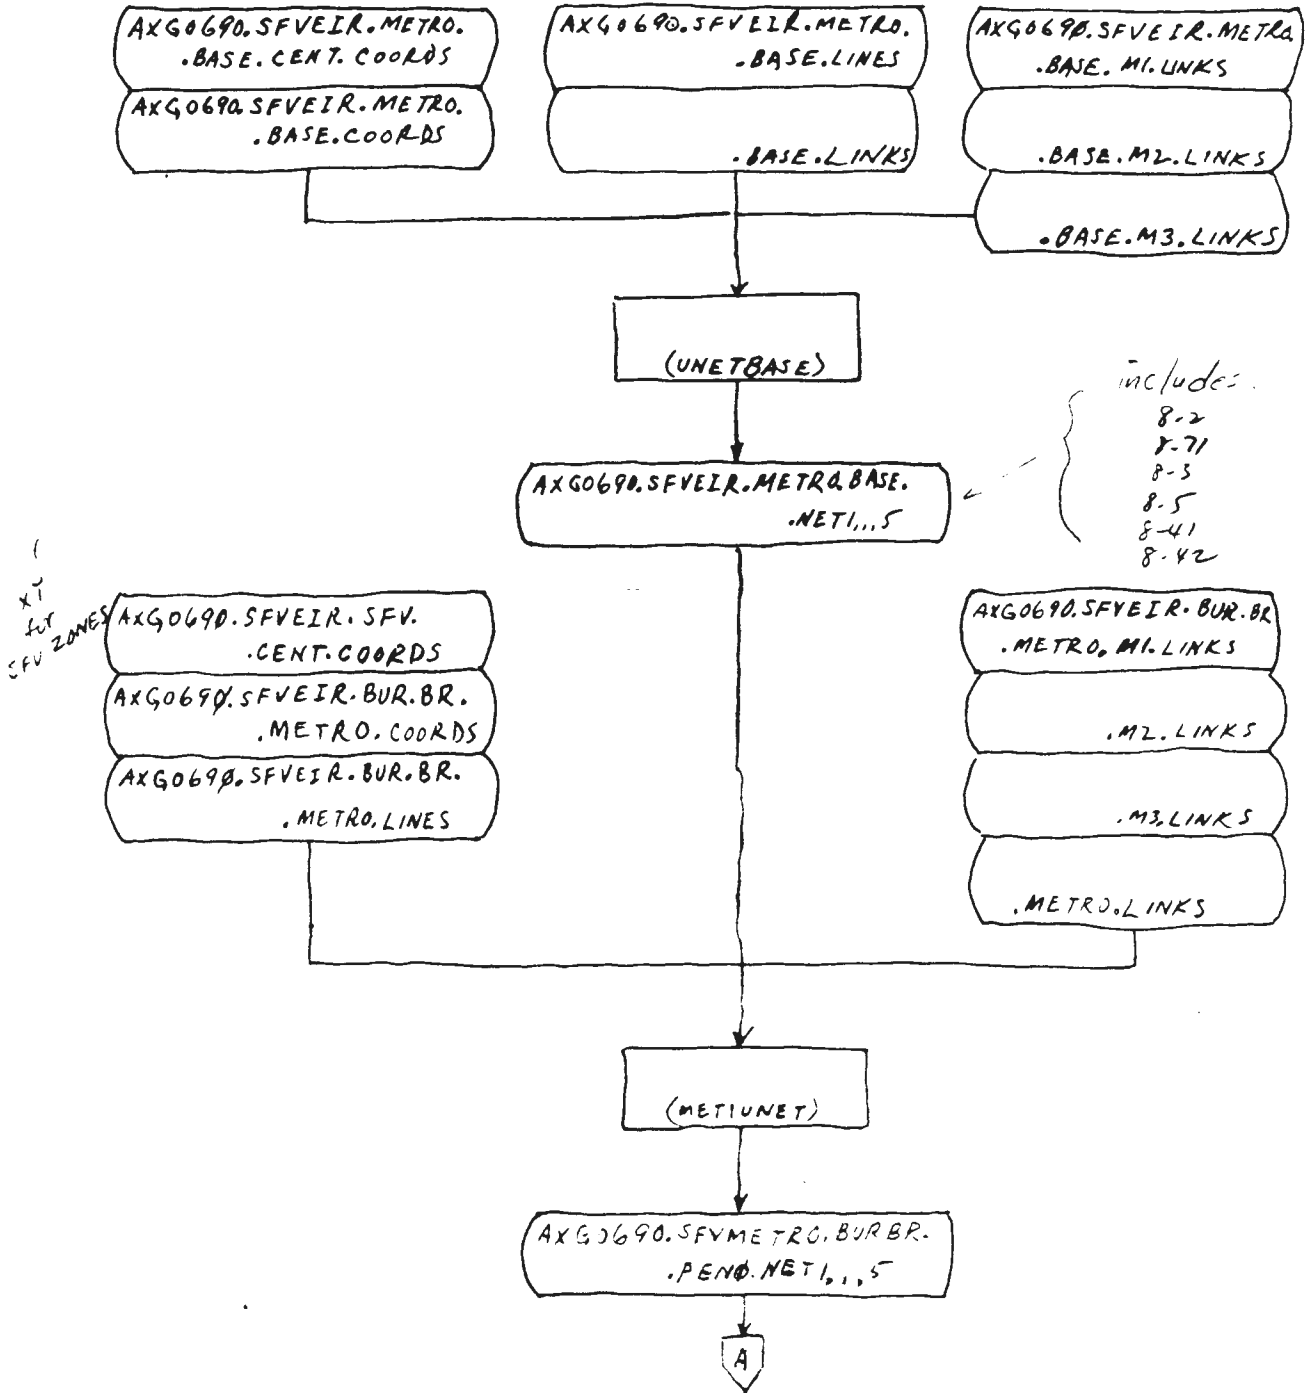 AXG0690.SFVEIR.METRO.
.BASE.CENT.COORDS
AXG0690.SFVEIR.METRO.
.BASE.COORDS
AXG0690.SFVEIR.METRO.
.BASE.LINES
.BASE.LINKS
AXG0690.SFVEIR.METRO.
.BASE.M1.LINKS
.BASE.M2.LINKS
.BASE.M3.LINKS
(UNETBASE)
includes:
8-2
8-71
8-3
8-5
8-41
8-42
AXG0690.SFVEIR.METRO.BASE.
.NET1,,,5
for
SFV ZONES
AXG0690.SFVEIR.SFV.
.CENT.COORDS
AXG0690.SFVEIR.BUR.BR.
.METRO.COORDS
AXG0690.SFVEIR.BUR.BR.
.METRO.LINES
AXG0690.SFVEIR.BUR.BR
.METRO.M1.LINKS
.M2.LINKS
.M3.LINKS
.METRO.LINKS
(MET1UNET)
AXG0690.SFVMETRO.BURBR.
.PEN0.NET1,,,5
A